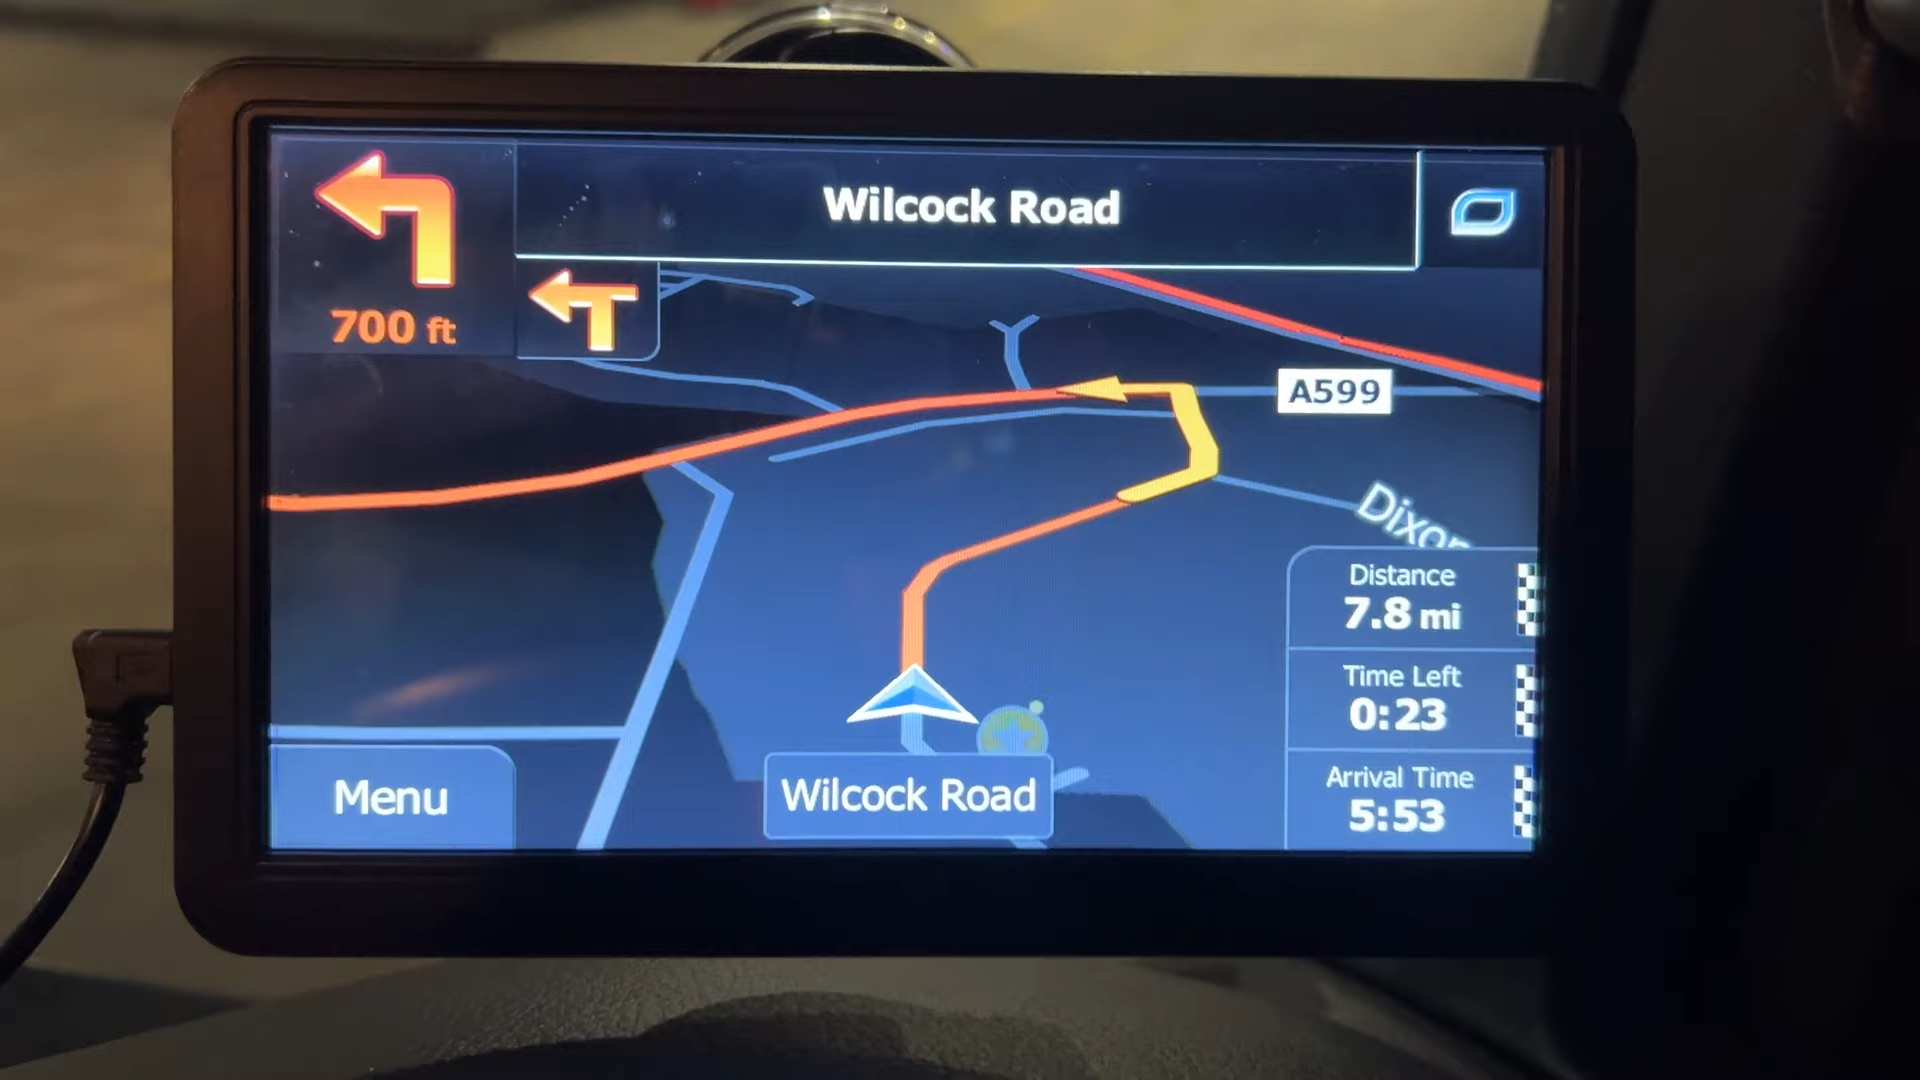 Wilcock Road
700 ft
A599
Distance
7.8 mi
Time Left
0:23
Arrival Time
5:53
Menu
Wilcock Road